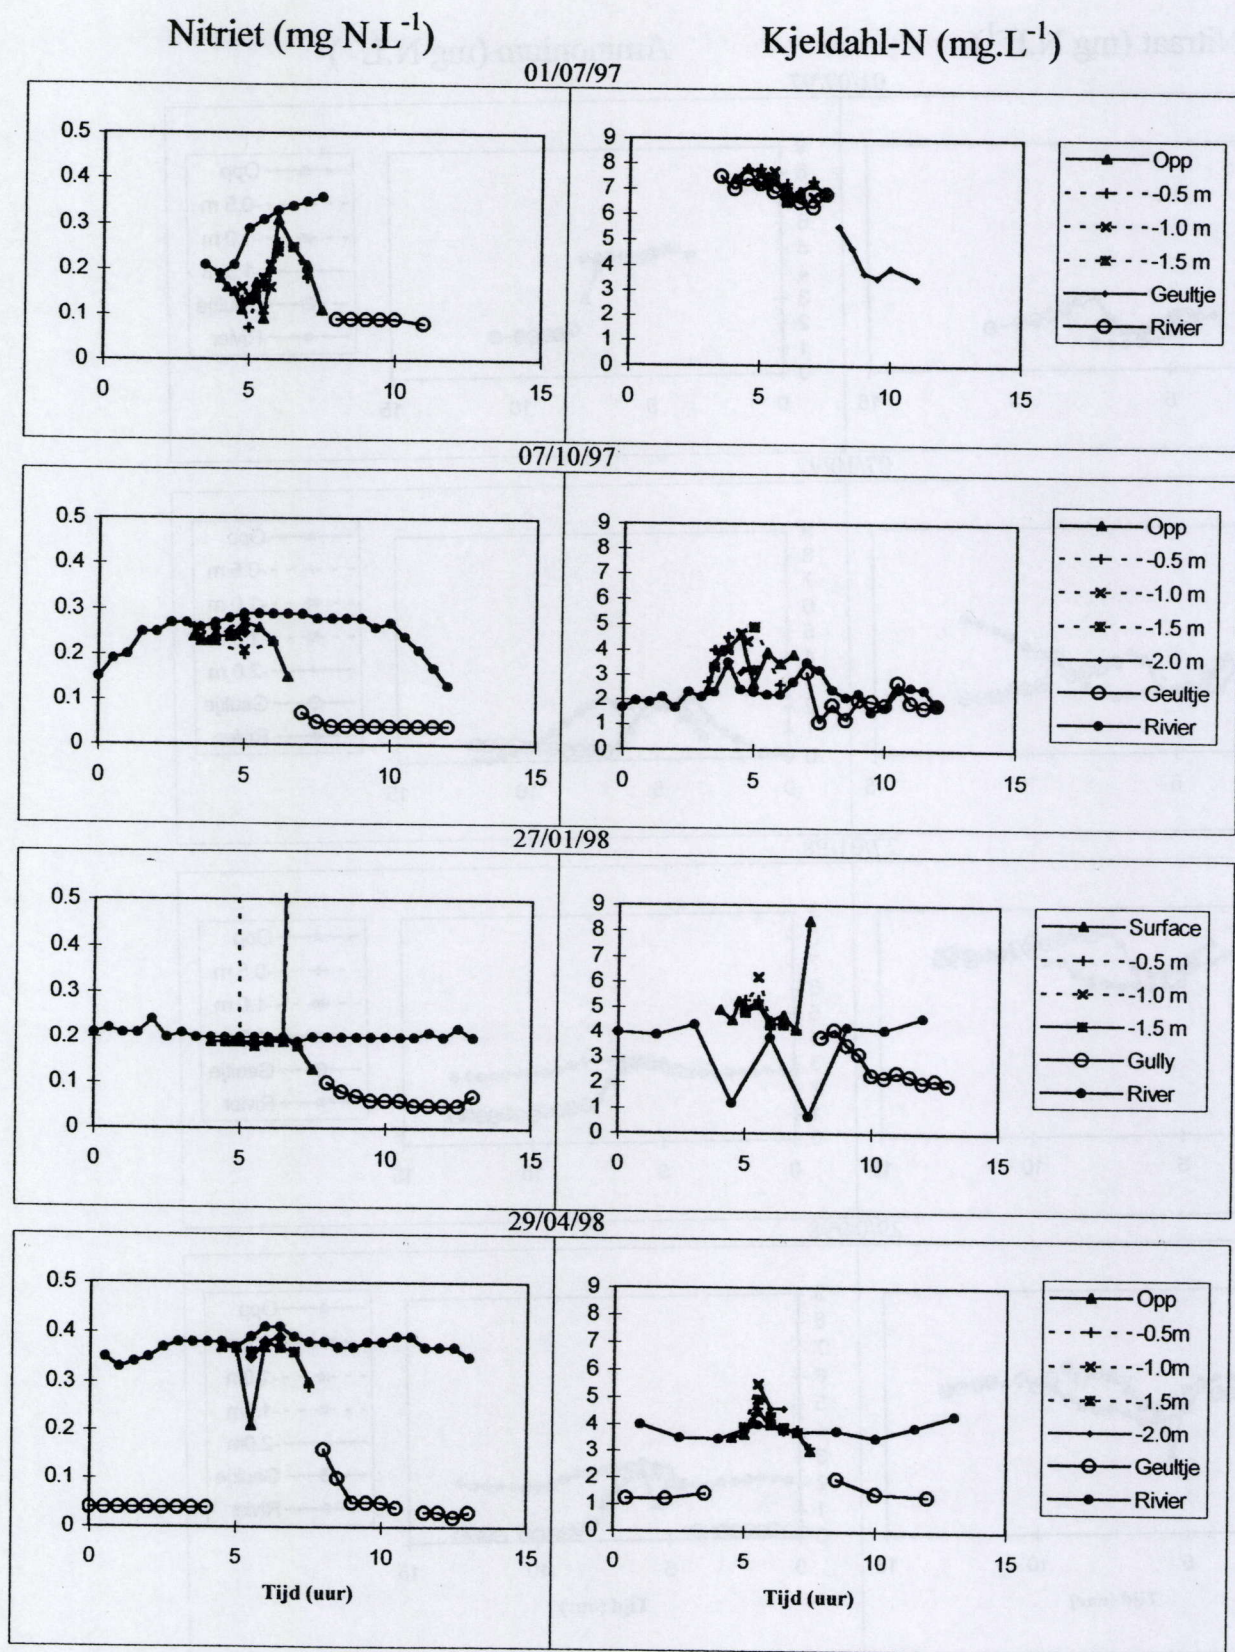 Nitriet (mg N.L-1)
Kjeldahl-N (mg.L-1)
01/07/97
0.5
0.4
0.3
0.2
0.1
0
0 5 10 15
9
8
7
6
5
4
3
2
1
0
0 5 10 15
Opp
-0.5 m
-1.0 m
-1.5 m
Geultje
Rivier
07/10/97
0.5
0.4
0.3
0.2
0.1
0
0 5 10 15
9
8
7
6
5
4
3
2
1
0
0 5 10 15
Opp
-0.5 m
-1.0 m
-1.5 m
-2.0 m
Geultje
Rivier
27/01/98
0.5
0.4
0.3
0.2
0.1
0
0 5 10 15
9
8
7
6
5
4
3
2
1
0
0 5 10 15
Surface
-0.5 m
-1.0 m
-1.5 m
Gully
River
29/04/98
0.5
0.4
0.3
0.2
0.1
0
0 5 10 15
Tijd (uur)
9
8
7
6
5
4
3
2
1
0
0 5 10 15
Tijd (uur)
Opp
-0.5m
-1.0m
-1.5m
-2.0m
Geultje
Rivier